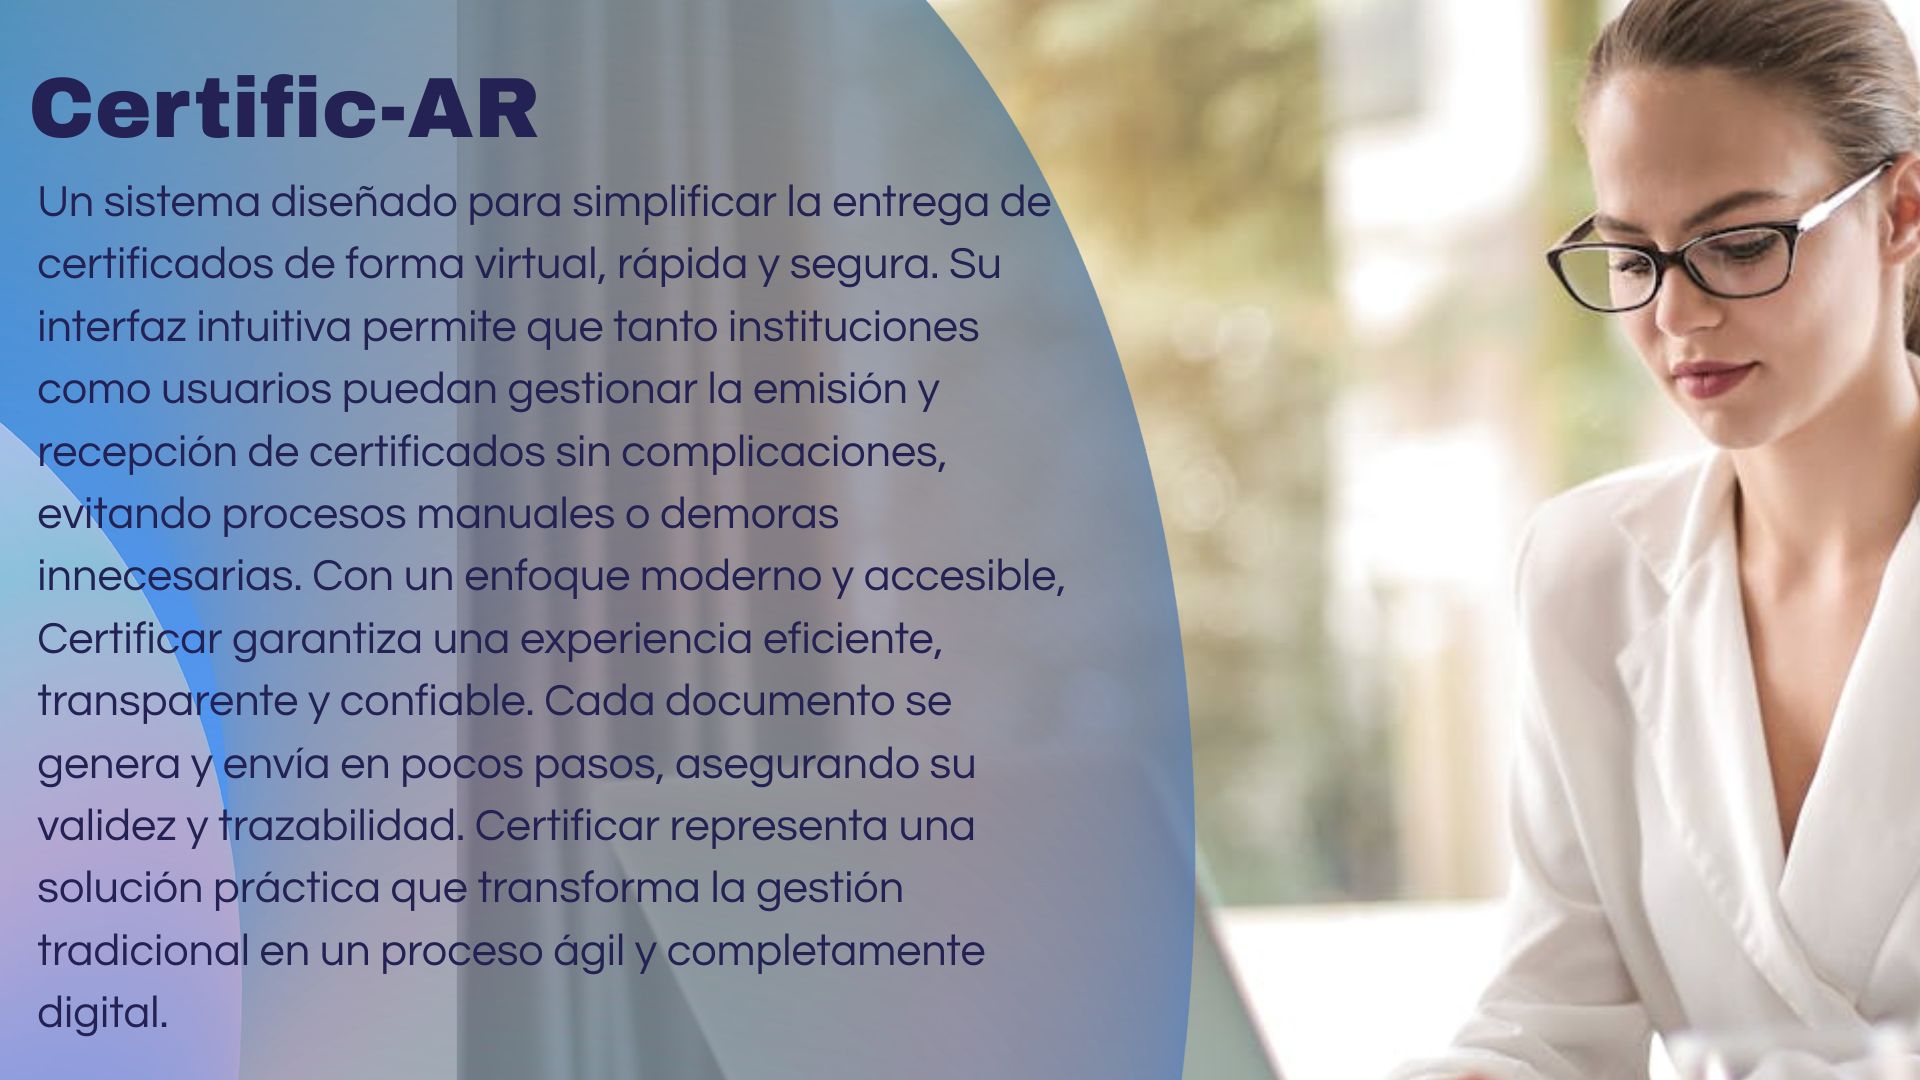 Certific-AR
Un sistema diseñado para simplificar la entrega de
certificados de forma virtual, rápida y segura. Su
interfaz intuitiva permite que tanto instituciones
como usuarios puedan gestionar la emisión y
recepción de certificados sin complicaciones,
evitando procesos manuales o demoras
innecesarias. Con un enfoque moderno y accesible,
Certificar garantiza una experiencia eficiente,
transparente y confiable. Cada documento se
genera y envía en pocos pasos, asegurando su
validez y trazabilidad. Certificar representa una
solución práctica que transforma la gestión
tradicional en un proceso ágil y completamente
digital.